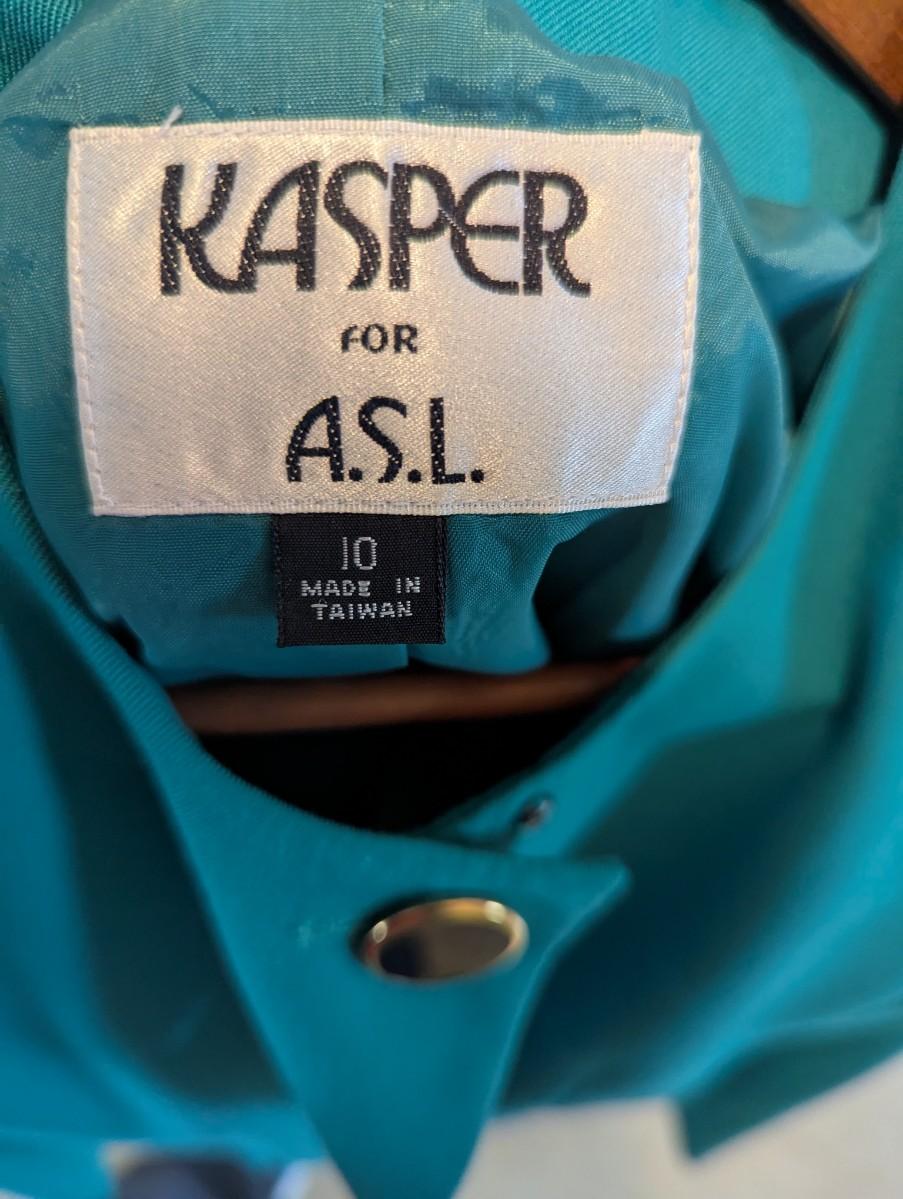 KASPER
FOR
A.S.L.
10
MADE IN
TAIWAN